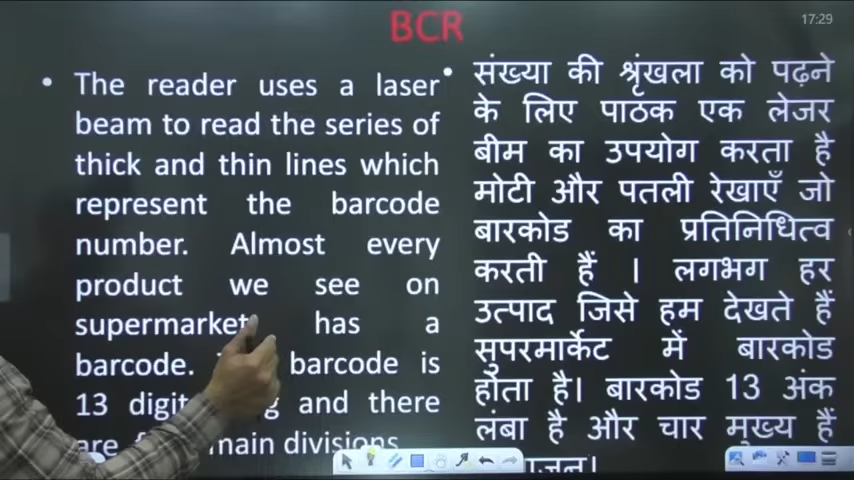 BCR
17:29
• The reader uses a laser
beam to read the series of
thick and thin lines which
represent the barcode
number. Almost every
product we see on
supermarket has a
barcode. barcode is
13 digit and there
are main divisions
• संख्या की श्रृंखला को पढ़ने
के लिए पाठक एक लेजर
बीम का उपयोग करता है
मोटी और पतली रेखाएँ जो
बारकोड का प्रतिनिधित्व
करती हैं । लगभग हर
उत्पाद जिसे हम देखते हैं
सुपरमार्केट में बारकोड
होता है। बारकोड 13 अंक
लंबा है और चार मुख्य हैं